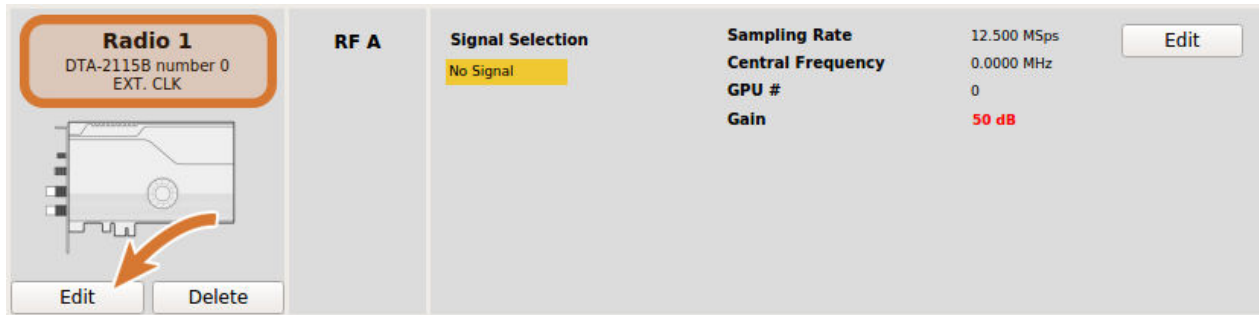 Radio 1
DTA-2115B number 0
EXT. CLK
Edit
Delete
RF A
Signal Selection
No Signal
Sampling Rate 12.500 MSps
Central Frequency 0.0000 MHz
GPU # 0
Gain 50 dB
Edit